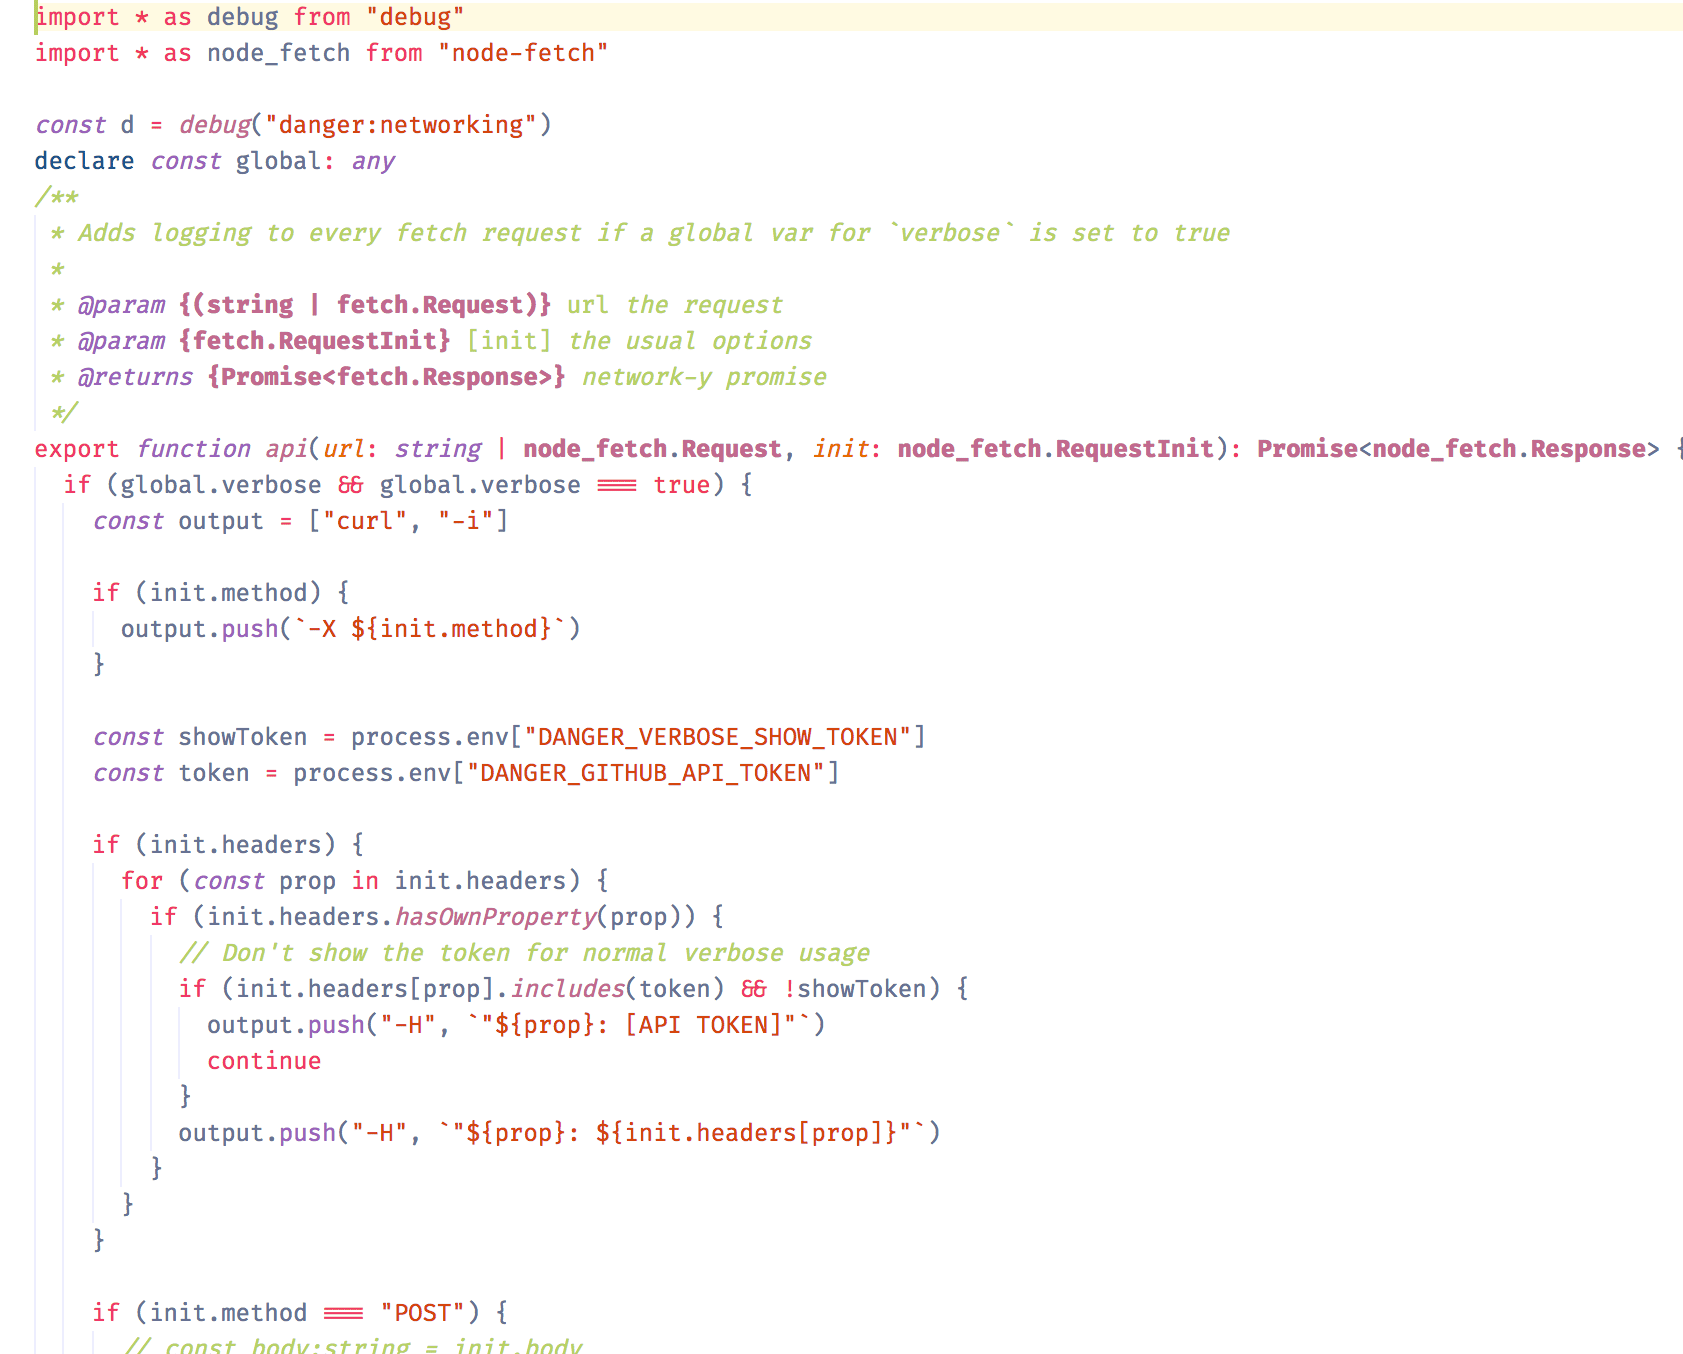 import * as debug from "debug"
import * as node_fetch from "node-fetch"

const d = debug("danger:networking")
declare const global: any
/**
 * Adds logging to every fetch request if a global var for `verbose` is set to true
 *
 * @param {(string | fetch.Request)} url the request
 * @param {fetch.RequestInit} [init] the usual options
 * @returns {Promise<fetch.Response>} network-y promise
 */
export function api(url: string | node_fetch.Request, init: node_fetch.RequestInit): Promise<node_fetch.Response> {
  if (global.verbose && global.verbose === true) {
    const output = ["curl", "-i"]

    if (init.method) {
      output.push(`-X ${init.method}`)
    }

    const showToken = process.env["DANGER_VERBOSE_SHOW_TOKEN"]
    const token = process.env["DANGER_GITHUB_API_TOKEN"]

    if (init.headers) {
      for (const prop in init.headers) {
        if (init.headers.hasOwnProperty(prop)) {
          // Don't show the token for normal verbose usage
          if (init.headers[prop].includes(token) && !showToken) {
            output.push("-H", `"${prop}: [API TOKEN]"`)
            continue
          }
          output.push("-H", `"${prop}: ${init.headers[prop]}"`)
        }
      }
    }

    if (init.method === "POST") {
      // const body:string = init.body